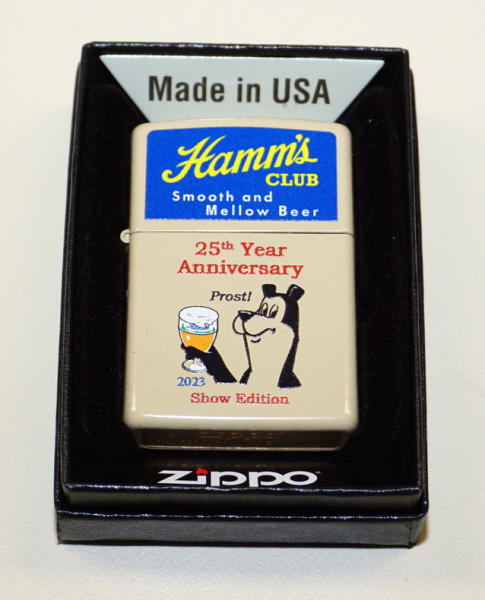 Made in USA
Hamm's
CLUB
Smooth and
Mellow Beer
25th Year
Anniversary
Prost!
2023
Show Edition
Zippo